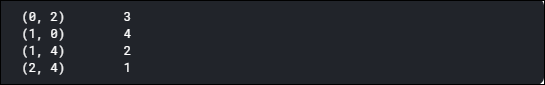 (0, 2) 3
(1, 0) 4
(1, 4) 2
(2, 4) 1